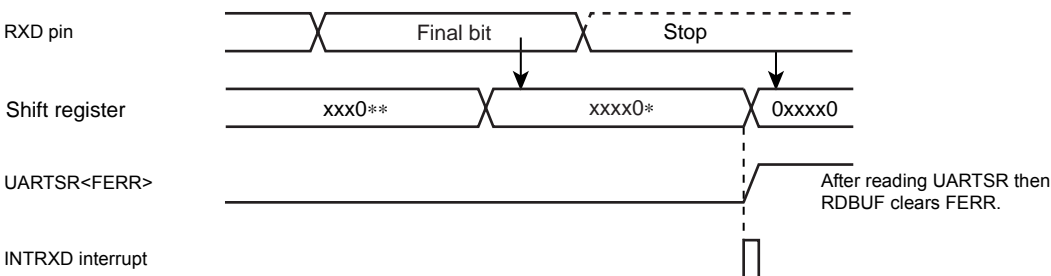 RXD pin
Final bit
Stop
Shift register
xxx0**
xxxx0*
0xxxx0
UARTSR<FERR>
After reading UARTSR then
RDBUF clears FERR.
INTRXD interrupt